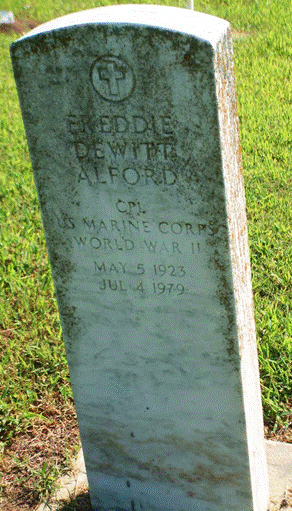 FREDDIE
DEWITT
ALFORD
CPL
US MARINE CORPS
WORLD WAR II
MAY 5 1923
JUL 4 1979